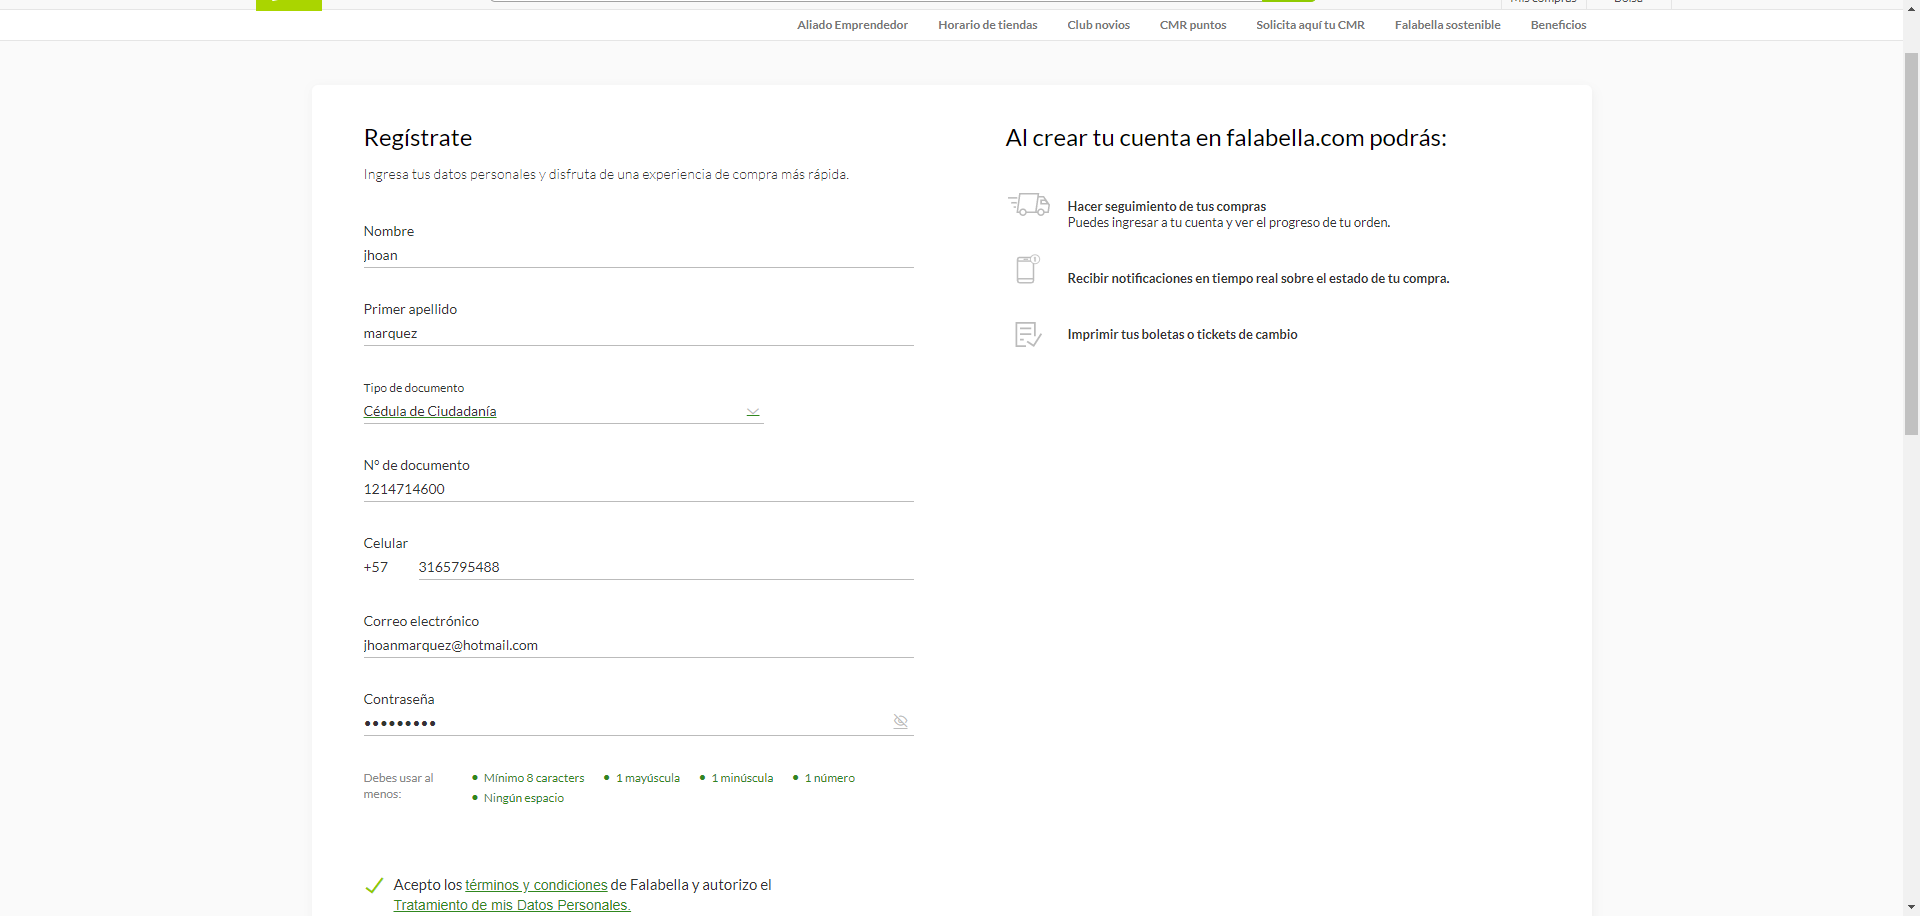 Aliado Emprendedor Horario de tiendas Club novios CMR puntos Solicita aquí tu CMR Falabella sostenible Beneficios
Regístrate
Ingresa tus datos personales y disfruta de una experiencia de compra más rápida.
Nombre
jhoan
Primer apellido
marquez
Tipo de documento
Cédula de Ciudadanía
N° de documento
1214714600
Celular
+57 3165795488
Correo electrónico
jhoanmarquez@hotmail.com
Contraseña
•••••••••
Debes usar al
menos:
• Mínimo 8 caracters • 1 mayúscula • 1 minúscula • 1 número
• Ningún espacio
Acepto los términos y condiciones de Falabella y autorizo el
Tratamiento de mis Datos Personales.
Al crear tu cuenta en falabella.com podrás:
Hacer seguimiento de tus compras
Puedes ingresar a tu cuenta y ver el progreso de tu orden.
Recibir notificaciones en tiempo real sobre el estado de tu compra.
Imprimir tus boletas o tickets de cambio